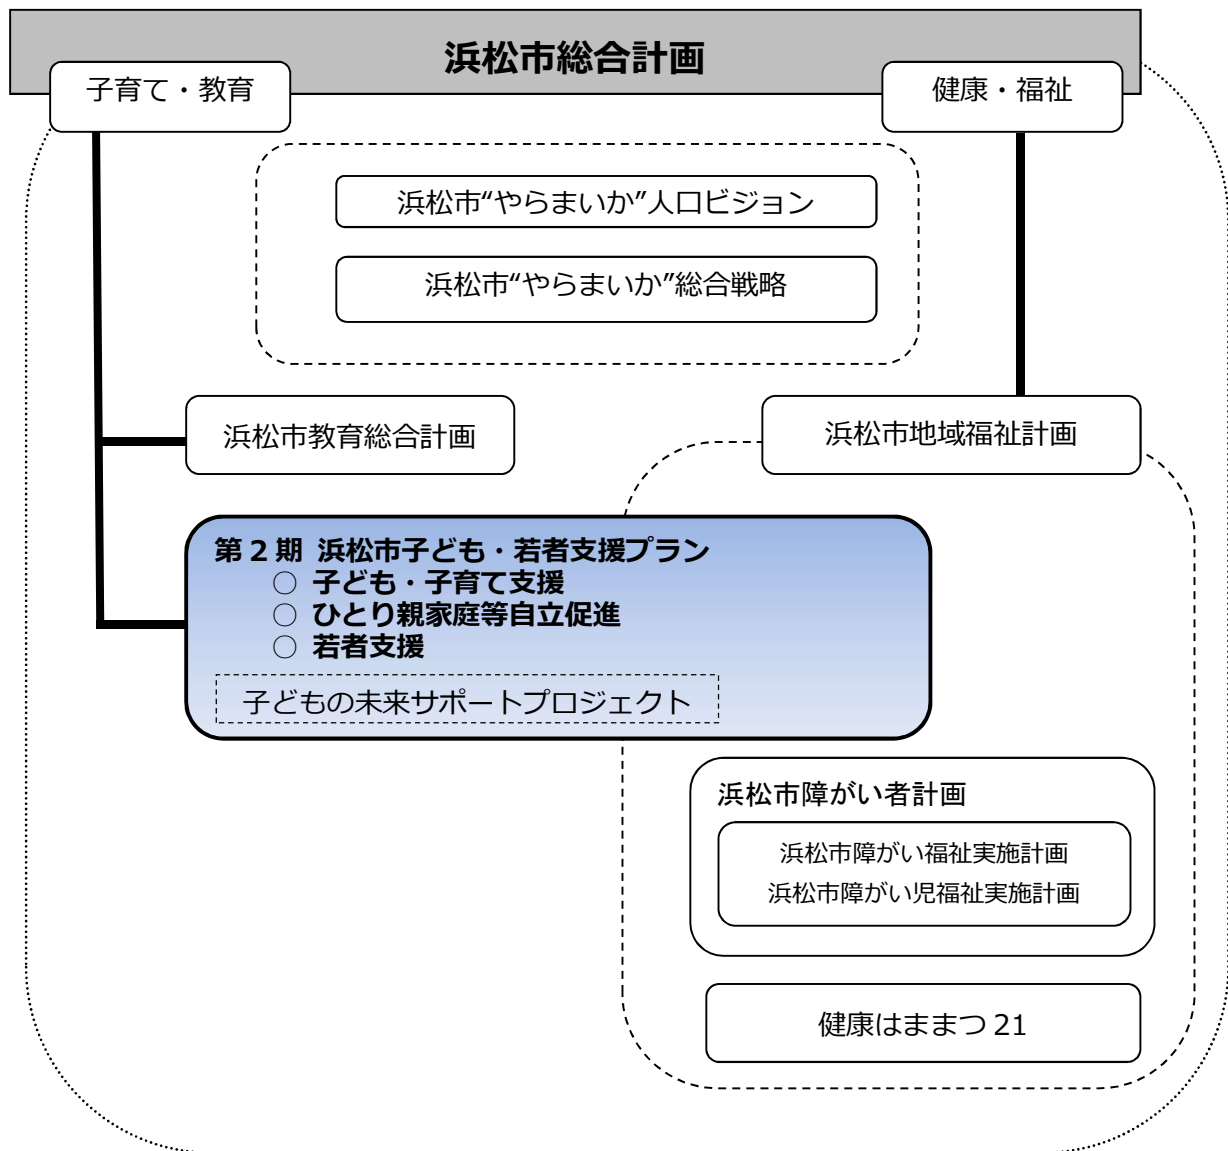 浜松市総合計画
子育て・教育
健康・福祉
浜松市“やらまいか”人口ビジョン
浜松市“やらまいか”総合戦略
浜松市教育総合計画
浜松市地域福祉計画
第2期 浜松市子ども・若者支援プラン
○ 子ども・子育て支援
○ ひとり親家庭等自立促進
○ 若者支援
子どもの未来サポートプロジェクト
浜松市障がい者計画
浜松市障がい福祉実施計画
浜松市障がい児福祉実施計画
健康はままつ 21